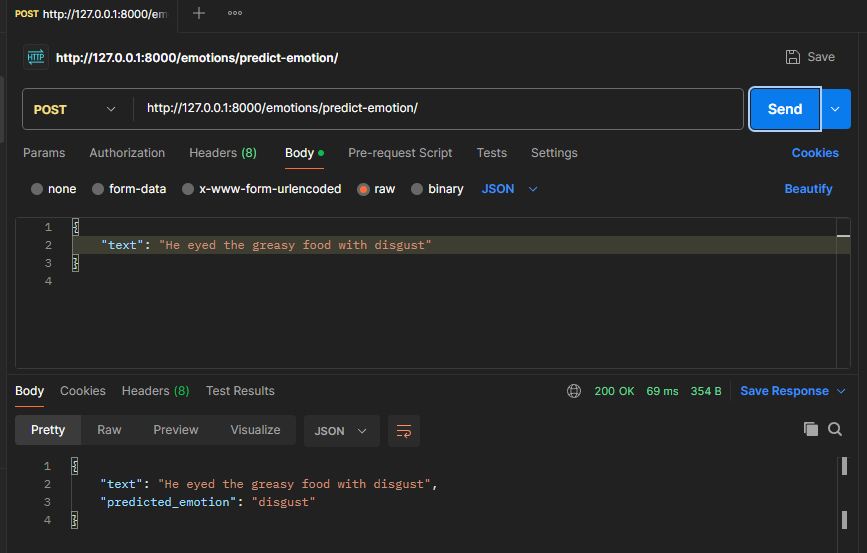 POST http://127.0.0.1:8000/em
HTTP http://127.0.0.1:8000/emotions/predict-emotion/ Save
POST http://127.0.0.1:8000/emotions/predict-emotion/ Send
Params Authorization Headers (8) Body Pre-request Script Tests Settings Cookies
none form-data x-www-form-urlencoded raw binary JSON Beautify
1 {
2 "text": "He eyed the greasy food with disgust"
3 }
4
Body Cookies Headers (8) Test Results 200 OK 69 ms 354 B Save Response
Pretty Raw Preview Visualize JSON
1 {
2 "text": "He eyed the greasy food with disgust",
3 "predicted_emotion": "disgust"
4 }